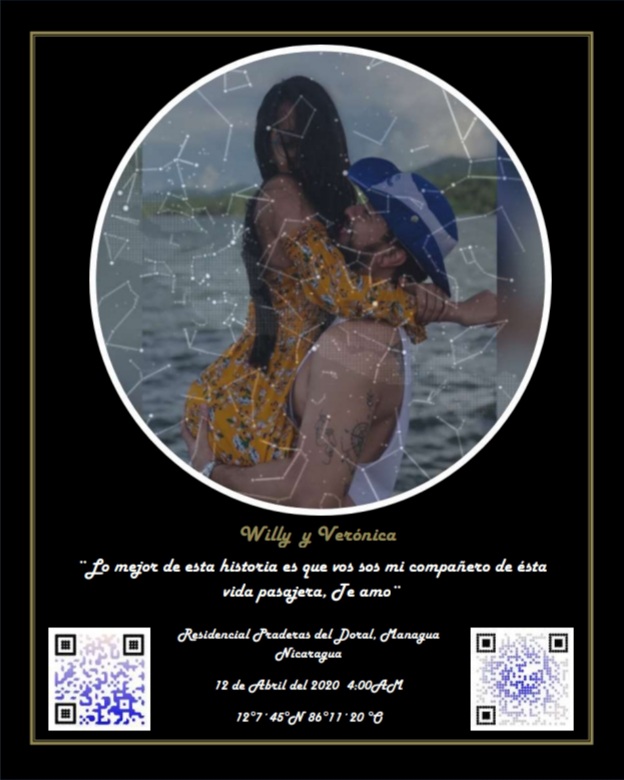 Willy y Verónica
¨Lo mejor de esta historia es que vos sos mi compañero de ésta
vida pasajera, Te amo¨
Residencial Praderas del Doral, Managua
Nicaragua
12 de Abril del 2020 4:00AM
12°7´45"N 86°11´20 "O